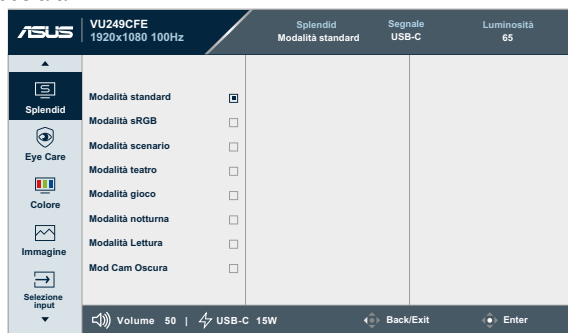 ASUS
VU249CFE
1920x1080 100Hz
Splendid
Modalità standard
Segnale
USB-C
Luminosità
65
Splendid
Eye Care
Colore
Immagine
Selezione
input
Modalità standard
Modalità sRGB
Modalità scenario
Modalità teatro
Modalità gioco
Modalità notturna
Modalità Lettura
Mod Cam Oscura
Volume 50 | USB-C 15W
Back/Exit
Enter